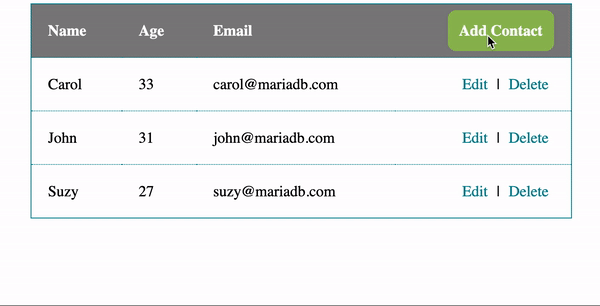 Name Age Email Add Contact
Carol 33 carol@mariadb.com Edit | Delete
John 31 john@mariadb.com Edit | Delete
Suzy 27 suzy@mariadb.com Edit | Delete